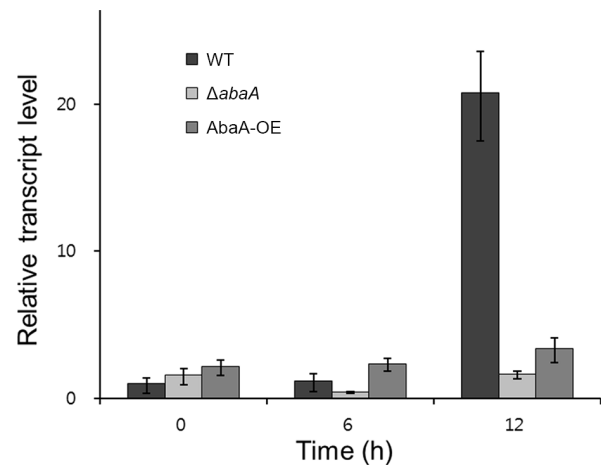 Relative transcript level
20
10
0
WT
ΔabaA
AbaA-OE
0
6
12
Time (h)